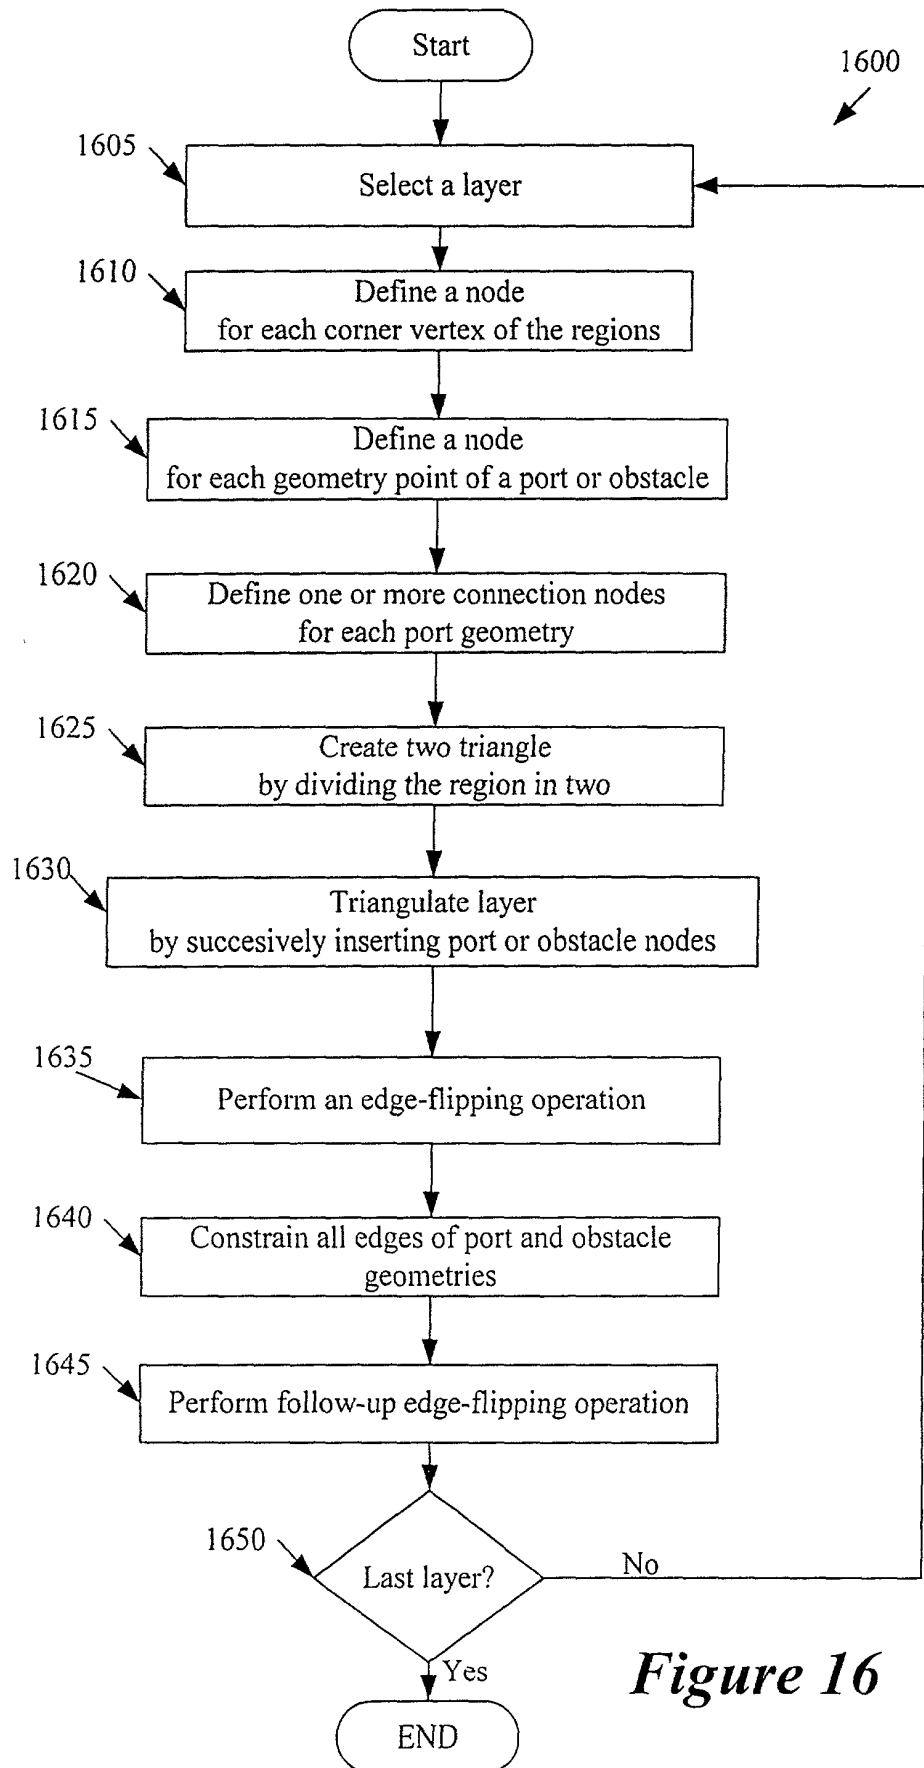 Start
1600
1605
Select a layer
1610
Define a node
for each corner vertex of the regions
1615
Define a node
for each geometry point of a port or obstacle
1620
Define one or more connection nodes
for each port geometry
1625
Create two triangle
by dividing the region in two
1630
Triangulate layer
by succesively inserting port or obstacle nodes
1635
Perform an edge-flipping operation
1640
Constrain all edges of port and obstacle
geometries
1645
Perform follow-up edge-flipping operation
1650
Last layer?
No
Yes
Figure 16
END